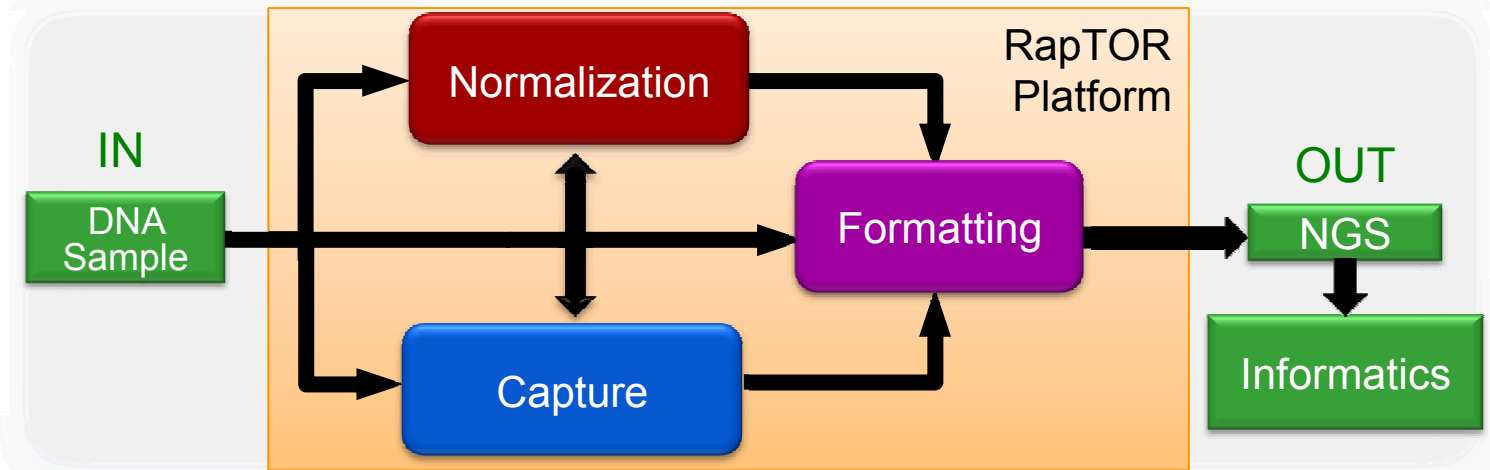 IN
DNA
Sample
Normalization
Capture
RapTOR
Platform
Formatting
OUT
NGS
Informatics